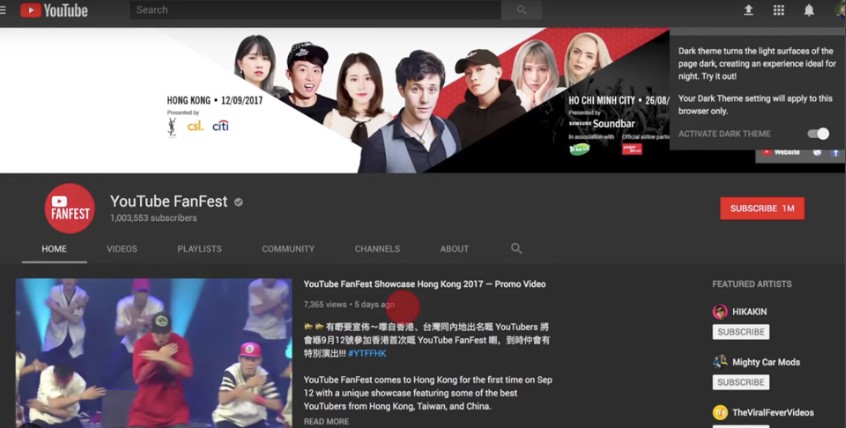 YouTube
Search
Dark theme turns the light surfaces of the
page dark, creating an experience ideal for
night. Try it out!
Your Dark Theme setting will apply to this
browser only.
ACTIVATE DARK THEME
HONG KONG • 12/09/2017
Presented by
csl. citi
HO CHI MINH CITY • 26/08/
Presented by
SAMSUNG Soundbar
In association with Official airline partn
Website
FANFEST
YouTube FanFest
1,003,553 subscribers
SUBSCRIBE 1M
HOME VIDEOS PLAYLISTS COMMUNITY CHANNELS ABOUT
YouTube FanFest Showcase Hong Kong 2017 — Promo Video
7,365 views • 5 days ago
有嘢要宣佈～嚟自香港、台灣同內地出名嘅 YouTubers 將
會喺9月12號參加香港首次嘅 YouTube FanFest 喇，到時仲會有
特別演出!!! #YTFFHK
YouTube FanFest comes to Hong Kong for the first time on Sep
12 with a unique showcase featuring some of the best
YouTubers from Hong Kong, Taiwan, and China.
READ MORE
FEATURED ARTISTS
HIKAKIN
SUBSCRIBE
Mighty Car Mods
SUBSCRIBE
TheViralFeverVideos